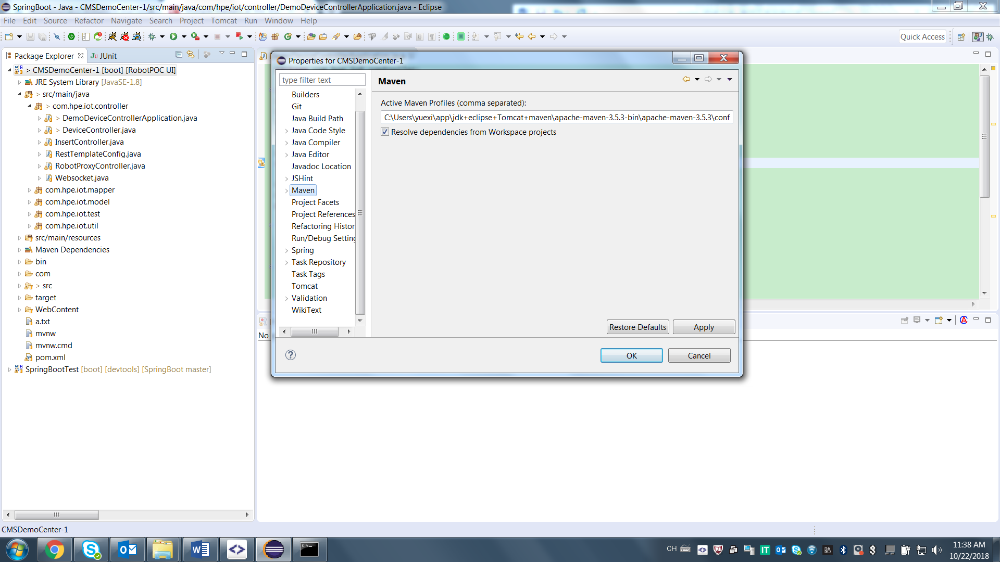 SpringBoot - Java - CMSDemoCenter-1/src/main/java/com/hpe/iot/controller/DemoDeviceControllerApplication.java - Eclipse
File Edit Source Refactor Navigate Search Project Tomcat Run Window Help
Quick Access
Package Explorer
JUnit
> CMSDemoCenter-1 [boot] [RobotPOC UI]
JRE System Library [JavaSE-1.8]
> src/main/java
> com.hpe.iot.controller
> DemoDeviceControllerApplication.java
> DeviceController.java
InsertController.java
RestTemplateConfig.java
RobotProxyController.java
Websocket.java
com.hpe.iot.mapper
com.hpe.iot.model
com.hpe.iot.test
com.hpe.iot.util
src/main/resources
Maven Dependencies
bin
com
> src
target
WebContent
a.txt
mvnw
mvnw.cmd
pom.xml
SpringBootTest [boot] [devtools] [SpringBoot master]
Properties for CMSDemoCenter-1
type filter text
Builders
Git
Java Build Path
Java Code Style
Java Compiler
Java Editor
Javadoc Location
JSHint
Maven
Project Facets
Project References
Refactoring Histor
Run/Debug Setting
Spring
Task Repository
Task Tags
Tomcat
Validation
WikiText
Maven
Active Maven Profiles (comma separated):
C:\Users\yuexi\app\jdk+eclipse+Tomcat+maven\apache-maven-3.5.3-bin\apache-maven-3.5.3\conf
Resolve dependencies from Workspace projects
Restore Defaults
Apply
OK
Cancel
No
CMSDemoCenter-1
CH
11:38 AM
10/22/2018